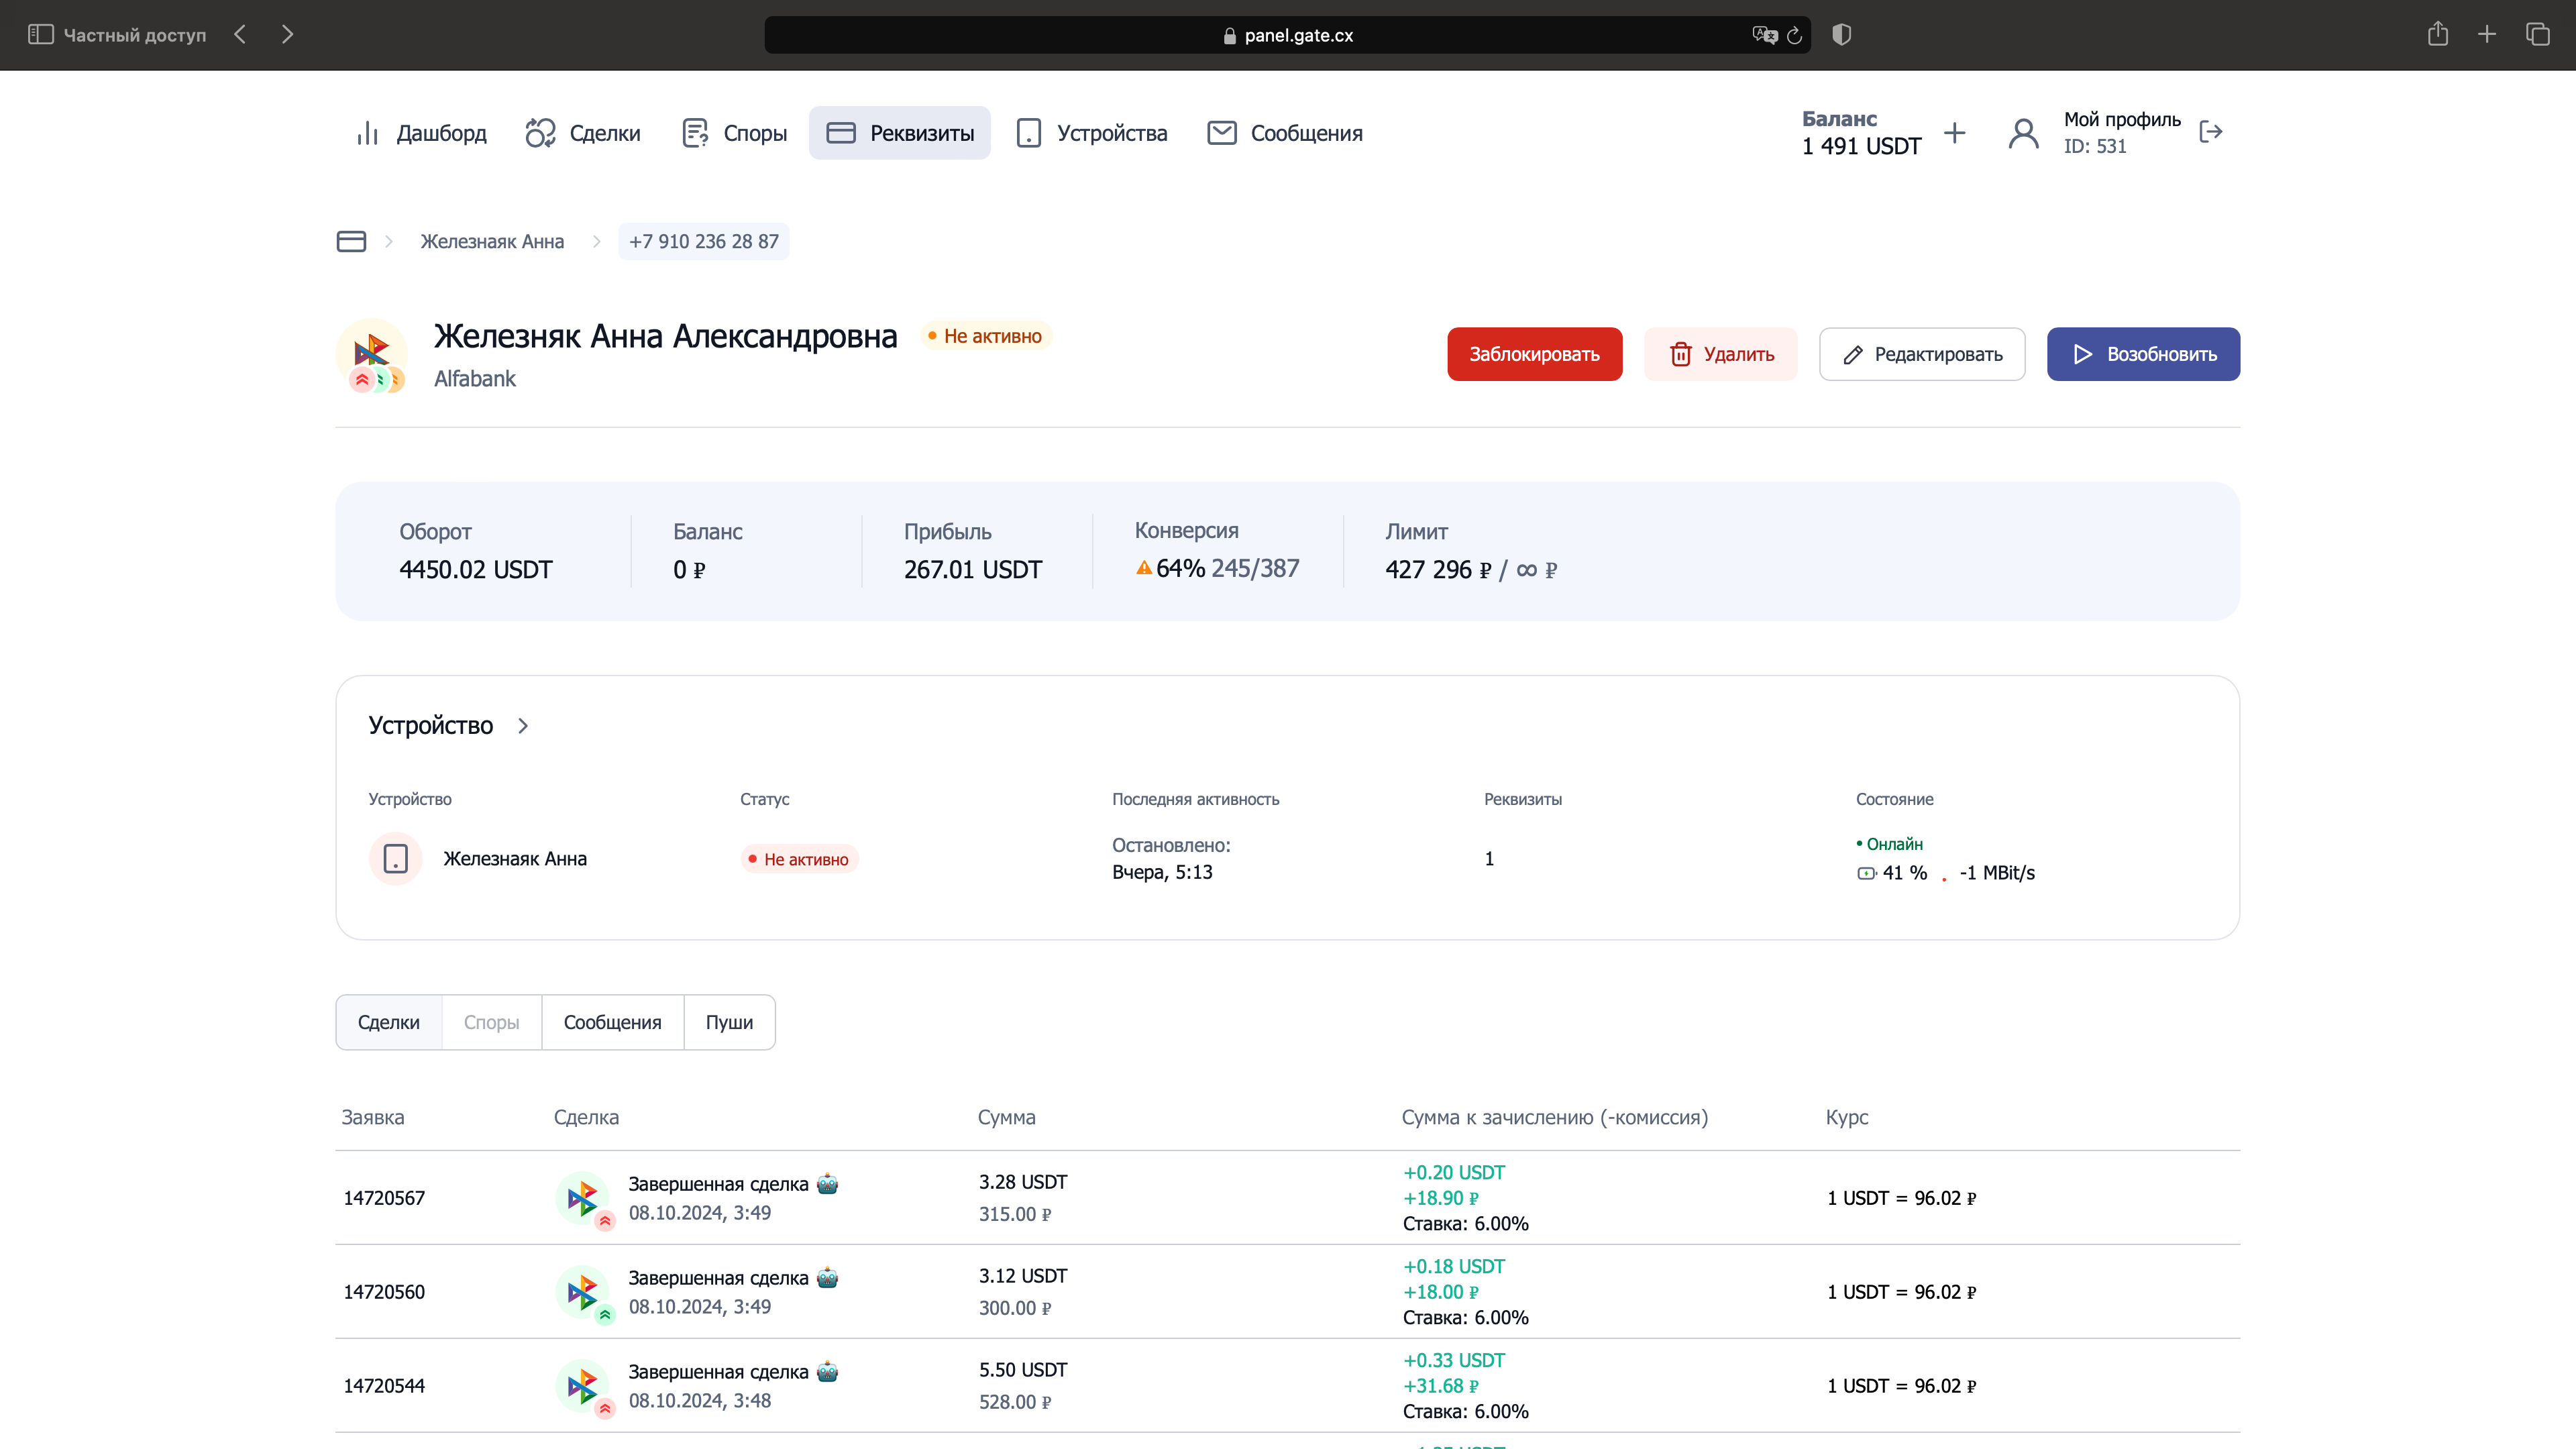 Частный доступ
panel.gate.cx
Дашборд
Сделки
Споры
Реквизиты
Устройства
Сообщения
Баланс
1 491 USDT
Мой профиль
ID: 531
Железнаяк Анна
+7 910 236 28 87
Железняк Анна Александровна
Не активно
Alfabank
Заблокировать
Удалить
Редактировать
Возобновить
Оборот
4450.02 USDT
Баланс
0 ₽
Прибыль
267.01 USDT
Конверсия
64% 245/387
Лимит
427 296 ₽ / ∞ ₽
Устройство
Устройство
Статус
Последняя активность
Реквизиты
Состояние
Железнаяк Анна
Не активно
Остановлено:
Вчера, 5:13
1
Онлайн
41 %
-1 MBit/s
Сделки
Споры
Сообщения
Пуши
Заявка
Сделка
Сумма
Сумма к зачислению (-комиссия)
Курс
14720567
Завершенная сделка
08.10.2024, 3:49
3.28 USDT
315.00 ₽
+0.20 USDT
+18.90 ₽
Ставка: 6.00%
1 USDT = 96.02 ₽
14720560
Завершенная сделка
08.10.2024, 3:49
3.12 USDT
300.00 ₽
+0.18 USDT
+18.00 ₽
Ставка: 6.00%
1 USDT = 96.02 ₽
14720544
Завершенная сделка
08.10.2024, 3:48
5.50 USDT
528.00 ₽
+0.33 USDT
+31.68 ₽
Ставка: 6.00%
1 USDT = 96.02 ₽